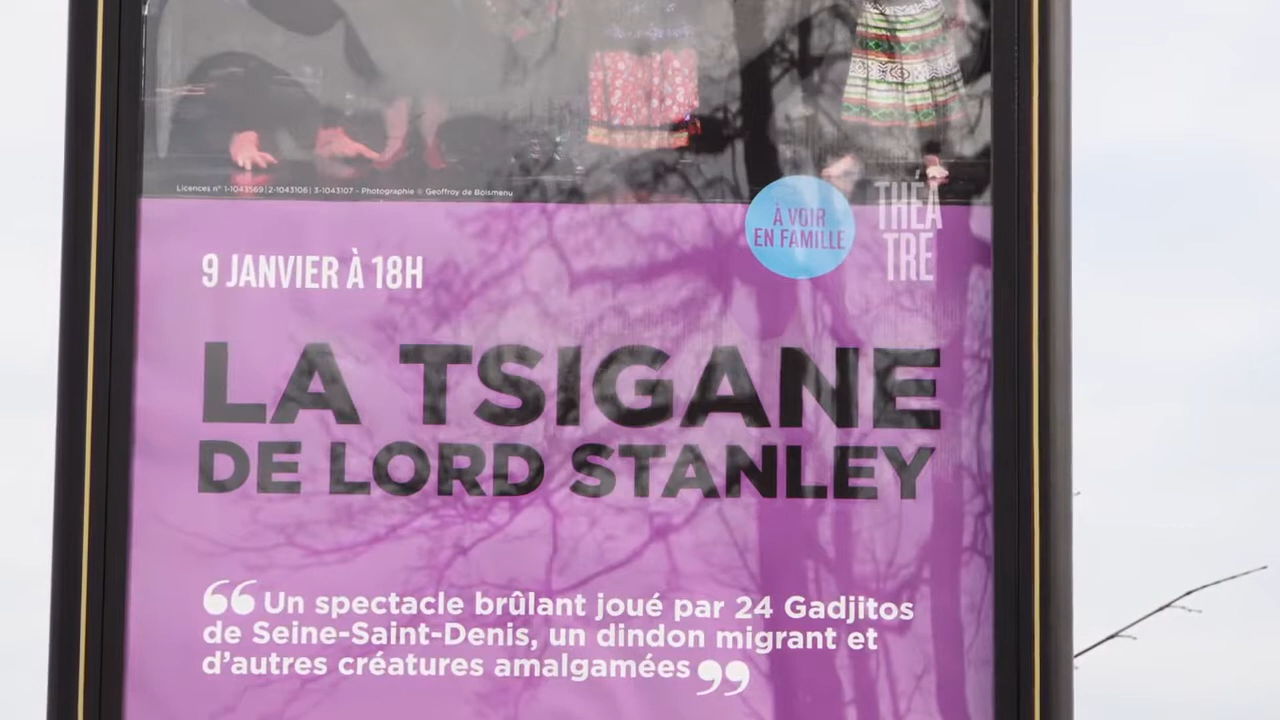 Licences n° 1-1043569 | 2-1043106 | 3-1043107 - Photographie © Geoffroy de Boismenu
À VOIR
EN FAMILLE
THÉÂ
TRE
9 JANVIER À 18H
LA TSIGANE
DE LORD STANLEY
“ Un spectacle brûlant joué par 24 Gadjitos
de Seine-Saint-Denis, un dindon migrant et
d’autres créatures amalgamées ”